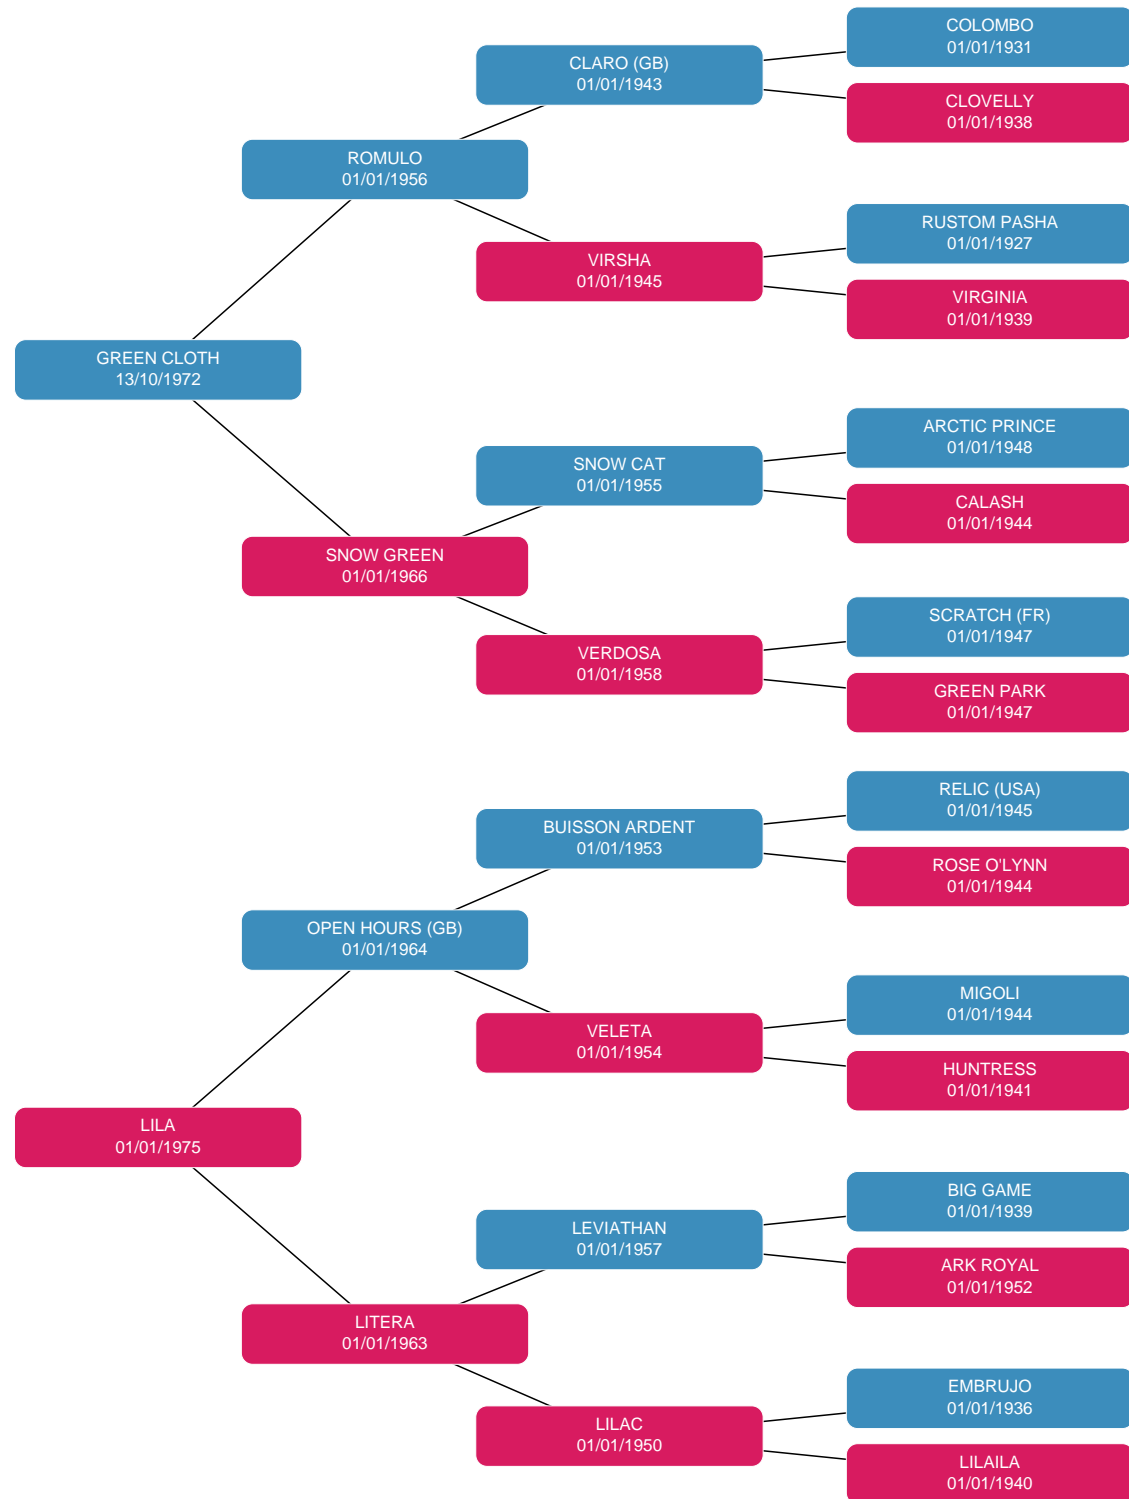 COLOMBO
01/01/1931
CLARO (GB)
01/01/1943
CLOVELLY
01/01/1938
ROMULO
01/01/1956
RUSTOM PASHA
01/01/1927
VIRSHA
01/01/1945
VIRGINIA
01/01/1939
GREEN CLOTH
13/10/1972
ARCTIC PRINCE
01/01/1948
SNOW CAT
01/01/1955
CALASH
01/01/1944
SNOW GREEN
01/01/1966
SCRATCH (FR)
01/01/1947
VERDOSA
01/01/1958
GREEN PARK
01/01/1947
RELIC (USA)
01/01/1945
BUISSON ARDENT
01/01/1953
ROSE O'LYNN
01/01/1944
OPEN HOURS (GB)
01/01/1964
MIGOLI
01/01/1944
VELETA
01/01/1954
HUNTRESS
01/01/1941
LILA
01/01/1975
BIG GAME
01/01/1939
LEVIATHAN
01/01/1957
ARK ROYAL
01/01/1952
LITERA
01/01/1963
EMBRUJO
01/01/1936
LILAC
01/01/1950
LILAILA
01/01/1940